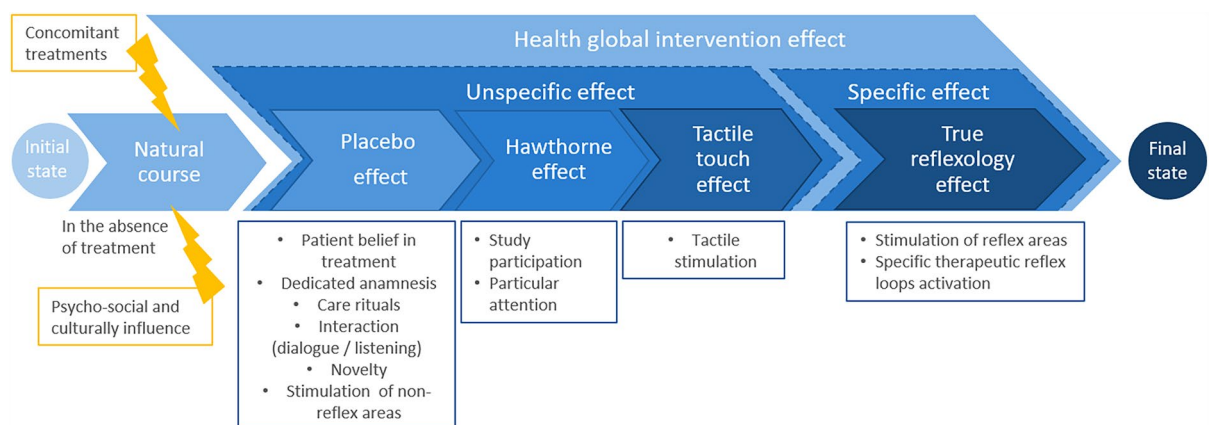 Concomitant
treatments
Health global intervention effect
Unspecific effect
Specific effect
Initial
state
Natural
course
Placebo
effect
Hawthorne
effect
Tactile
touch
effect
True
reflexology
effect
Final
state
In the absence
of treatment
Psycho-social and
culturally influence
• Patient belief in
treatment
• Dedicated anamnesis
• Care rituals
• Interaction
(dialogue / listening)
• Novelty
• Stimulation of non-
reflex areas
• Study
participation
• Particular
attention
• Tactile
stimulation
• Stimulation of reflex areas
• Specific therapeutic reflex
loops activation